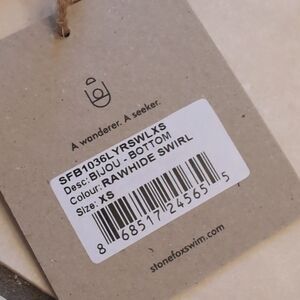 A wanderer. A seeker.
SFB1036LYRSWLXS
Desc: BIJOU - BOTTOM
Colour: RAWHIDE SWIRL
Size: XS
8 68517 24565 5
stonefoxswim.com